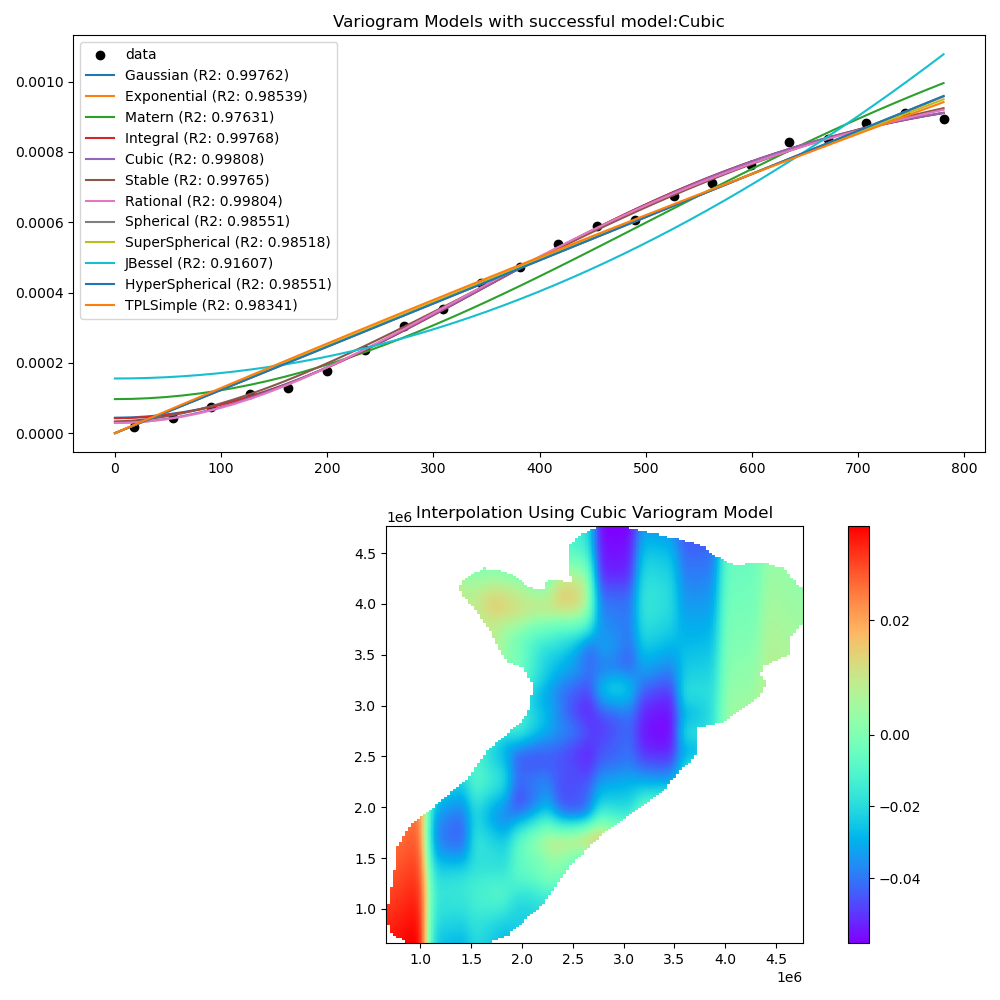 Variogram Models with successful model:Cubic
0.0010
0.0008
0.0006
0.0004
0.0002
0.0000
data
Gaussian (R2: 0.99762)
Exponential (R2: 0.98539)
Matern (R2: 0.97631)
Integral (R2: 0.99768)
Cubic (R2: 0.99808)
Stable (R2: 0.99765)
Rational (R2: 0.99804)
Spherical (R2: 0.98551)
SuperSpherical (R2: 0.98518)
JBessel (R2: 0.91607)
HyperSpherical (R2: 0.98551)
TPLSimple (R2: 0.98341)
0 100 200 300 400 500 600 700 800
1e6 Interpolation Using Cubic Variogram Model
4.5
4.0
3.5
3.0
2.5
2.0
1.5
1.0
1.0 1.5 2.0 2.5 3.0 3.5 4.0 4.5
1e6
0.02
0.00
−0.02
−0.04